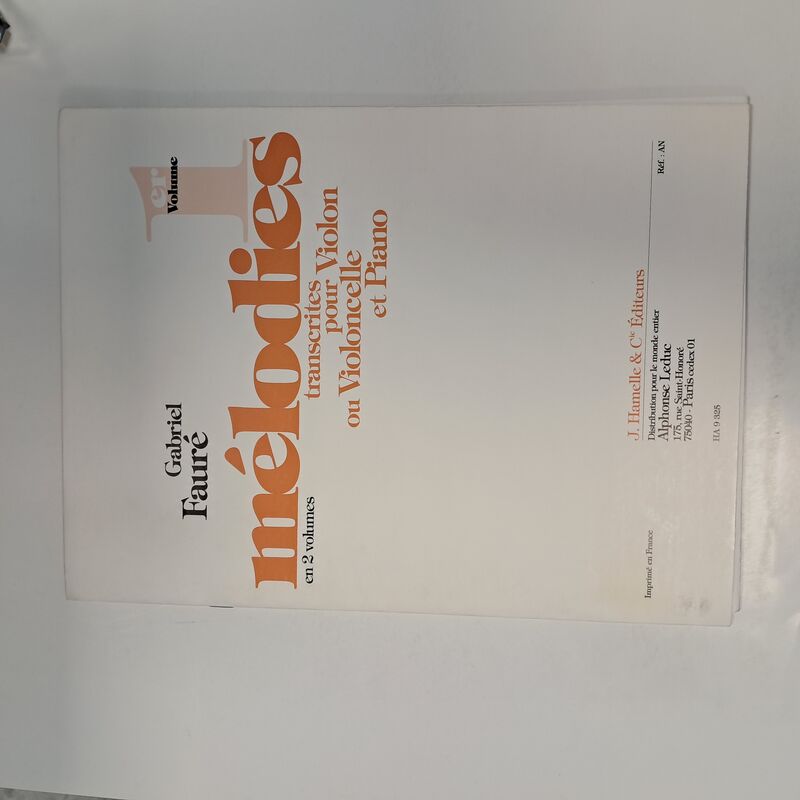 Gabriel
Fauré
1er
Volume
mélodies
en 2 volumes
transcrites
pour Violon
ou Violoncelle
et Piano
J. Hamelle & Cie Éditeurs
Distribution pour le monde entier
Alphonse Leduc
175, rue Saint-Honoré
75040 - Paris cedex 01
Imprimé en France
HA 9 325
Réf. : AN